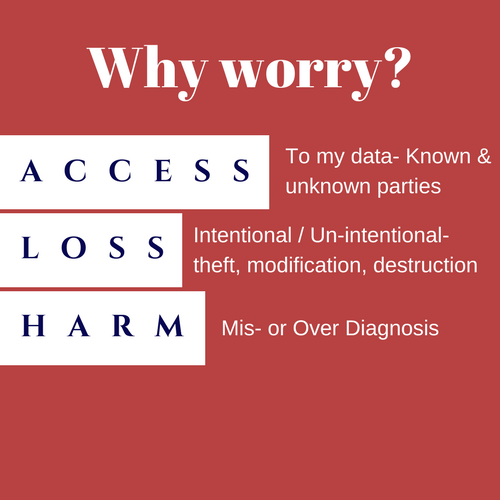 Why worry?
ACCESS
To my data- Known &
unknown parties
LOSS
Intentional / Un-intentional-
theft, modification, destruction
HARM
Mis- or Over Diagnosis